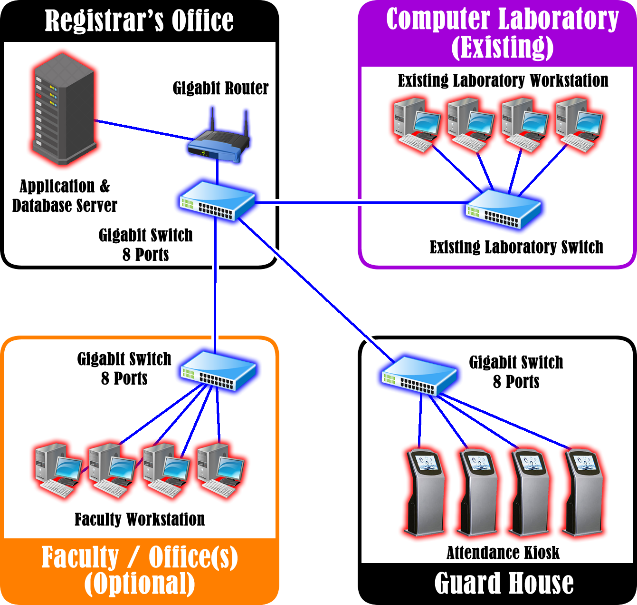 Registrar's Office
Gigabit Router
Application &
Database Server
Gigabit Switch
8 Ports
Computer Laboratory
(Existing)
Existing Laboratory Workstation
Existing Laboratory Switch
Gigabit Switch
8 Ports
Faculty Workstation
Faculty / Office(s)
(Optional)
Gigabit Switch
8 Ports
Attendance Kiosk
Guard House